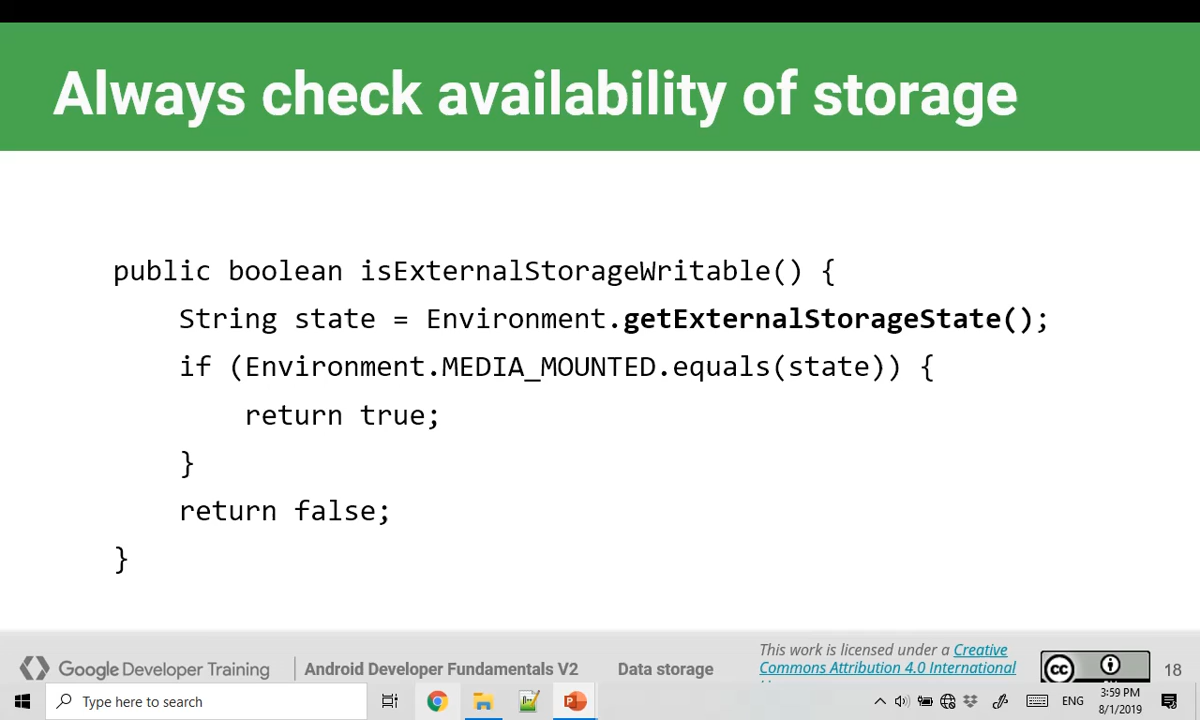 Always check availability of storage
public boolean isExternalStorageWritable() {
String state = Environment.getExternalStorageState();
if (Environment.MEDIA_MOUNTED.equals(state)) {
return true;
}
return false;
}
Google Developer Training
Android Developer Fundamentals V2
Data storage
This work is licensed under a Creative
Commons Attribution 4.0 International
cc
18
Type here to search
ENG
3:59 PM
8/1/2019